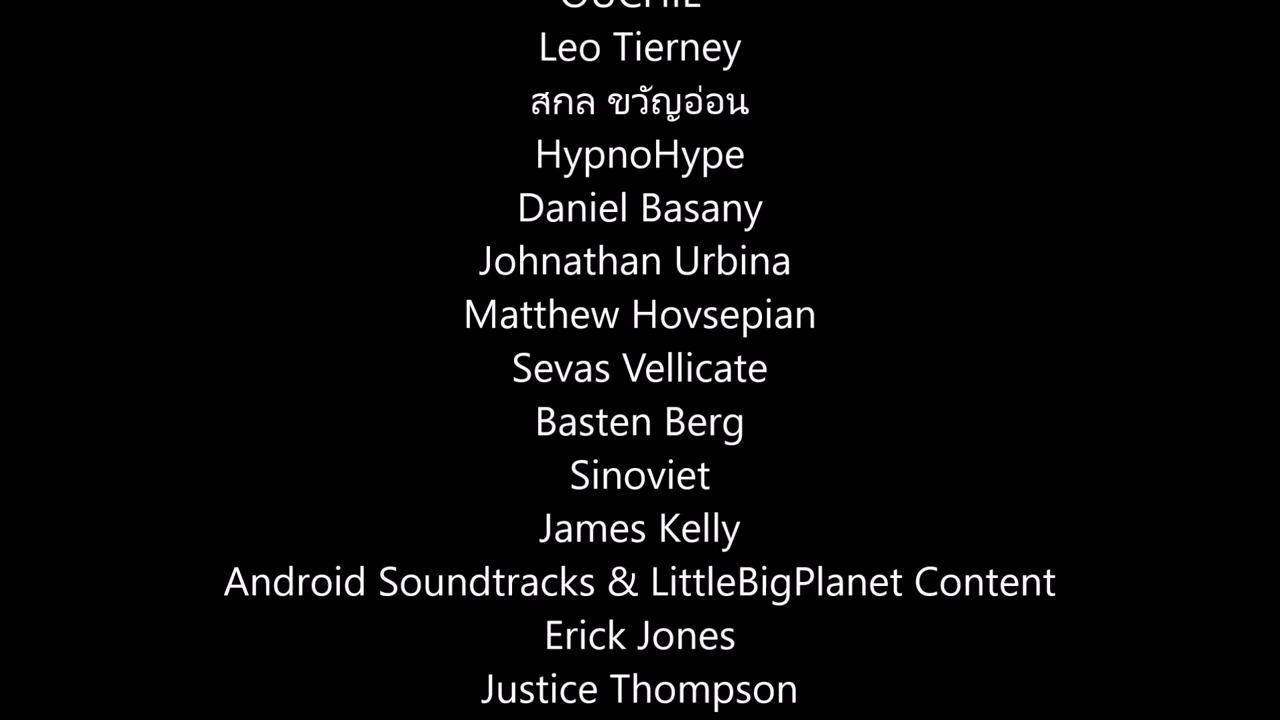 Leo Tierney
สกล ขวัญอ่อน
HypnoHype
Daniel Basany
Johnathan Urbina
Matthew Hovsepian
Sevas Vellicate
Basten Berg
Sinoviet
James Kelly
Android Soundtracks & LittleBigPlanet Content
Erick Jones
Justice Thompson